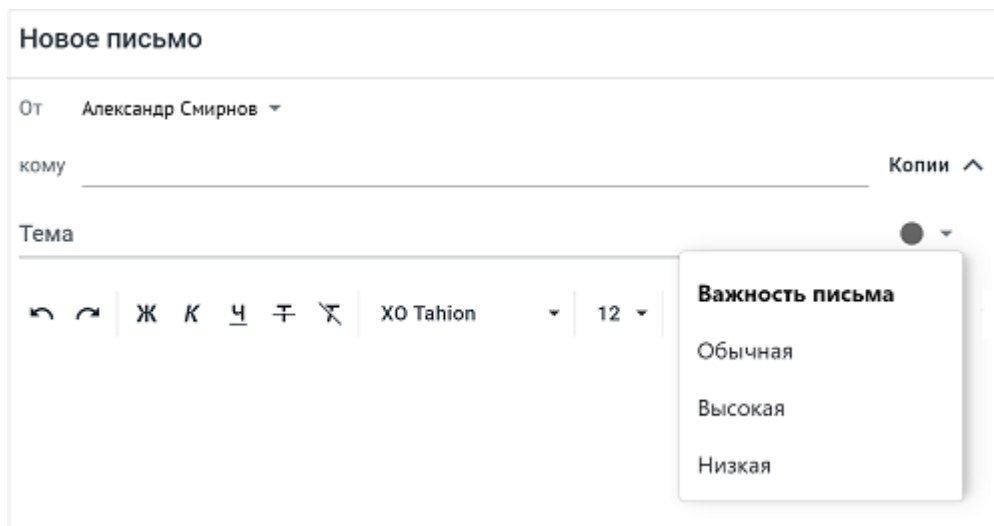 Новое письмо
От Александр Смирнов
кому Копии
Тема
Важность письма
Ж К Ч Т Т XO Tahion 12
Обычная
Высокая
Низкая